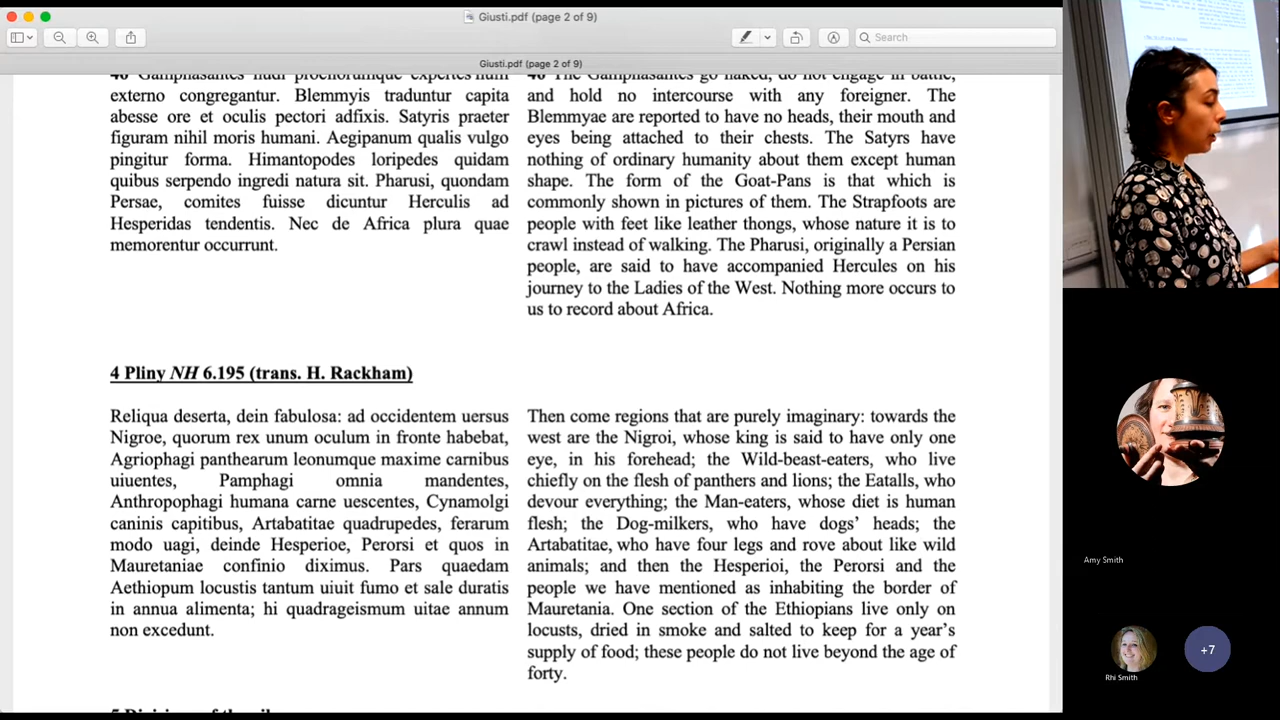 Giusti.pdf (page 2 of 9)
Search
Giusti.pdf (page 2 of 9)
externo congregantur. Blemmyis traduntur capita
abesse ore et oculis pectori adfixis. Satyris praeter
figuram nihil moris humani. Aegipanum qualis vulgo
pingitur forma. Himantopodes loripedes quidam
quibus serpendo ingredi natura sit. Pharusi, quondam
Persae, comites fuisse dicuntur Herculis ad
Hesperidas tendentis. Nec de Africa plura quae
memorentur occurrunt.
and hold no intercourse with any foreigner. The
Blemmyae are reported to have no heads, their mouth and
eyes being attached to their chests. The Satyrs have
nothing of ordinary humanity about them except human
shape. The form of the Goat-Pans is that which is
commonly shown in pictures of them. The Strapfoots are
people with feet like leather thongs, whose nature it is to
crawl instead of walking. The Pharusi, originally a Persian
people, are said to have accompanied Hercules on his
journey to the Ladies of the West. Nothing more occurs to
us to record about Africa.
4 Pliny NH 6.195 (trans. H. Rackham)
Reliqua deserta, dein fabulosa: ad occidentem uersus
Nigroe, quorum rex unum oculum in fronte habebat,
Agriophagi pantherarum leonumque maxime canibus
uiuentes, Pamphagi omnia mandentes,
Anthropophagi humana carne uescentes, Cynamolgi
caninis capitibus, Artabatitae quadrupedes, ferarum
modo uagi, deinde Hesperioe, Perorsi et quos in
Mauretaniae confinio diximus. Pars quaedam
Aethiopum locustis tantum uiuit fumo et sale duratis
in annua alimenta; hi quadrageismum uitae annum
non excedunt.
Then come regions that are purely imaginary: towards the
west are the Nigroi, whose king is said to have only one
eye, in his forehead; the Wild-beast-eaters, who live
chiefly on the flesh of panthers and lions; the Eatalls, who
devour everything; the Man-eaters, whose diet is human
flesh; the Dog-milkers, who have dogs' heads; the
Artabatitae, who have four legs and rove about like wild
animals; and then the Hesperioi, the Perorsi and the
people we have mentioned as inhabiting the border of
Mauretania. One section of the Ethiopians live only on
locusts, dried in smoke and salted to keep for a year's
supply of food; these people do not live beyond the age of
forty.
Amy Smith
+7
Rhi Smith